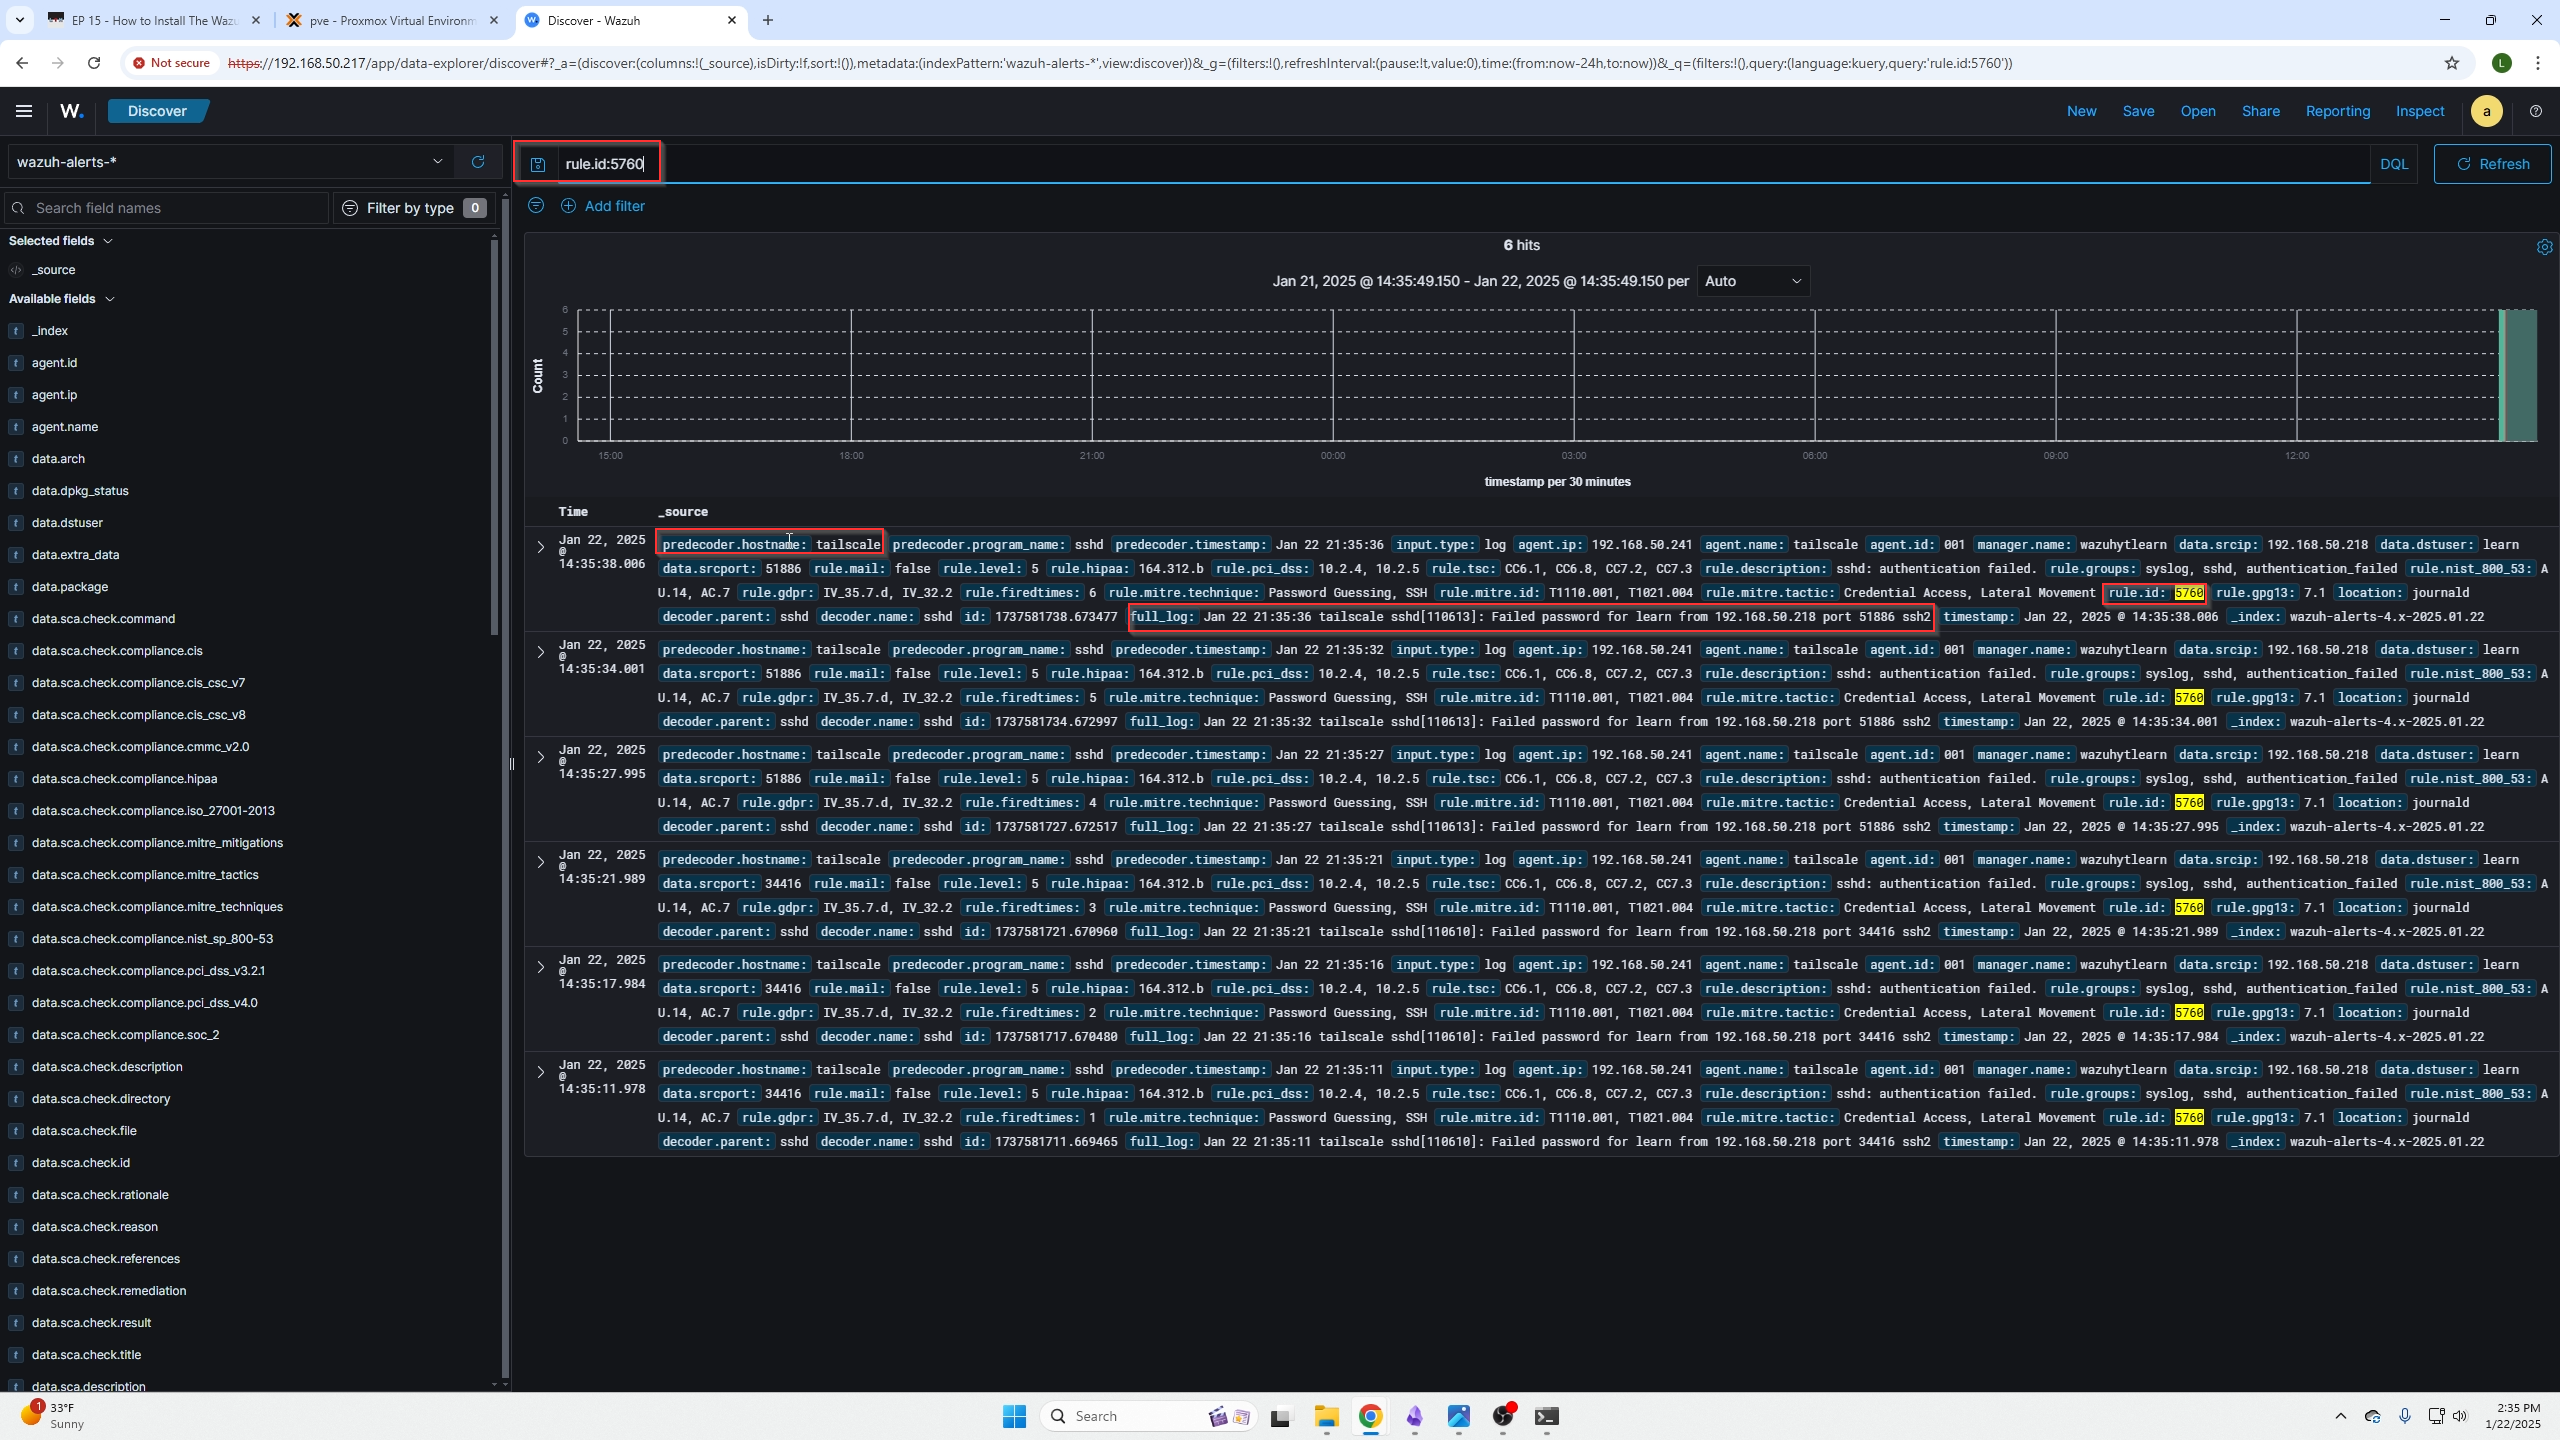 EP 15 - How to Install The Wazu
pve - Proxmox Virtual Environm
Discover - Wazuh
Not secure https://192.168.50.217/app/data-explorer/discover#?_a=(discover:(columns:!(_source),isDirty:!f,sort:!()),metadata:(indexPattern:'wazuh-alerts-*',view:discover))&_g=(filters:!(),refreshInterval:(pause:!t,value:0),time:(from:now-24h,to:now))&_q=(filters:!(),query:(language:kuery,query:'rule.id:5760'))
L
W. Discover New Save Open Share Reporting Inspect a
wazuh-alerts-* rule.id:5760 DQL Refresh
Search field names Filter by type 0 Add filter
Selected fields
_source
Available fields
_index
agent.id
agent.ip
agent.name
data.arch
data.dpkg_status
data.dstuser
data.extra_data
data.package
data.sca.check.command
data.sca.check.compliance.cis
data.sca.check.compliance.cis_csc_v7
data.sca.check.compliance.cis_csc_v8
data.sca.check.compliance.cmmc_v2.0
data.sca.check.compliance.hipaa
data.sca.check.compliance.iso_27001-2013
data.sca.check.compliance.mitre_mitigations
data.sca.check.compliance.mitre_tactics
data.sca.check.compliance.mitre_techniques
data.sca.check.compliance.nist_sp_800-53
data.sca.check.compliance.pci_dss_v3.2.1
data.sca.check.compliance.pci_dss_v4.0
data.sca.check.compliance.soc_2
data.sca.check.description
data.sca.check.directory
data.sca.check.file
data.sca.check.id
data.sca.check.rationale
data.sca.check.reason
data.sca.check.references
data.sca.check.remediation
data.sca.check.result
data.sca.check.title
data.sca.description
6 hits
Jan 21, 2025 @ 14:35:49.150 - Jan 22, 2025 @ 14:35:49.150 per Auto
Count
6
5
4
3
2
1
0
15:00 18:00 21:00 00:00 03:00 06:00 09:00 12:00
timestamp per 30 minutes
Time _source
Jan 22, 2025 @ 14:35:38.006
predecoder.hostname: tailscale predecoder.program_name: sshd predecoder.timestamp: Jan 22 21:35:36 input.type: log agent.ip: 192.168.50.241 agent.name: tailscale agent.id: 001 manager.name: wazuhytlearn data.srcip: 192.168.50.218 data.dstuser: learn
data.srcport: 51886 rule.mail: false rule.level: 5 rule.hipaa: 164.312.b rule.pci_dss: 10.2.4, 10.2.5 rule.tsc: CC6.1, CC6.8, CC7.2, CC7.3 rule.description: sshd: authentication failed. rule.groups: syslog, sshd, authentication_failed rule.nist_800_53: A
U.14, AC.7 rule.gdpr: IV_35.7.d, IV_32.2 rule.firedtimes: 6 rule.mitre.technique: Password Guessing, SSH rule.mitre.id: T1110.001, T1021.004 rule.mitre.tactic: Credential Access, Lateral Movement rule.id: 5760 rule.gpg13: 7.1 location: journald
decoder.parent: sshd decoder.name: sshd id: 1737581738.673477 full_log: Jan 22 21:35:36 tailscale sshd[110613]: Failed password for learn from 192.168.50.218 port 51886 ssh2 timestamp: Jan 22, 2025 @ 14:35:38.006 _index: wazuh-alerts-4.x-2025.01.22
Jan 22, 2025 @ 14:35:34.001
predecoder.hostname: tailscale predecoder.program_name: sshd predecoder.timestamp: Jan 22 21:35:32 input.type: log agent.ip: 192.168.50.241 agent.name: tailscale agent.id: 001 manager.name: wazuhytlearn data.srcip: 192.168.50.218 data.dstuser: learn
data.srcport: 51886 rule.mail: false rule.level: 5 rule.hipaa: 164.312.b rule.pci_dss: 10.2.4, 10.2.5 rule.tsc: CC6.1, CC6.8, CC7.2, CC7.3 rule.description: sshd: authentication failed. rule.groups: syslog, sshd, authentication_failed rule.nist_800_53: A
U.14, AC.7 rule.gdpr: IV_35.7.d, IV_32.2 rule.firedtimes: 5 rule.mitre.technique: Password Guessing, SSH rule.mitre.id: T1110.001, T1021.004 rule.mitre.tactic: Credential Access, Lateral Movement rule.id: 5760 rule.gpg13: 7.1 location: journald
decoder.parent: sshd decoder.name: sshd id: 1737581734.672997 full_log: Jan 22 21:35:32 tailscale sshd[110613]: Failed password for learn from 192.168.50.218 port 51886 ssh2 timestamp: Jan 22, 2025 @ 14:35:34.001 _index: wazuh-alerts-4.x-2025.01.22
Jan 22, 2025 @ 14:35:27.995
predecoder.hostname: tailscale predecoder.program_name: sshd predecoder.timestamp: Jan 22 21:35:27 input.type: log agent.ip: 192.168.50.241 agent.name: tailscale agent.id: 001 manager.name: wazuhytlearn data.srcip: 192.168.50.218 data.dstuser: learn
data.srcport: 51886 rule.mail: false rule.level: 5 rule.hipaa: 164.312.b rule.pci_dss: 10.2.4, 10.2.5 rule.tsc: CC6.1, CC6.8, CC7.2, CC7.3 rule.description: sshd: authentication failed. rule.groups: syslog, sshd, authentication_failed rule.nist_800_53: A
U.14, AC.7 rule.gdpr: IV_35.7.d, IV_32.2 rule.firedtimes: 4 rule.mitre.technique: Password Guessing, SSH rule.mitre.id: T1110.001, T1021.004 rule.mitre.tactic: Credential Access, Lateral Movement rule.id: 5760 rule.gpg13: 7.1 location: journald
decoder.parent: sshd decoder.name: sshd id: 1737581727.672517 full_log: Jan 22 21:35:27 tailscale sshd[110613]: Failed password for learn from 192.168.50.218 port 51886 ssh2 timestamp: Jan 22, 2025 @ 14:35:27.995 _index: wazuh-alerts-4.x-2025.01.22
Jan 22, 2025 @ 14:35:21.989
predecoder.hostname: tailscale predecoder.program_name: sshd predecoder.timestamp: Jan 22 21:35:21 input.type: log agent.ip: 192.168.50.241 agent.name: tailscale agent.id: 001 manager.name: wazuhytlearn data.srcip: 192.168.50.218 data.dstuser: learn
data.srcport: 34416 rule.mail: false rule.level: 5 rule.hipaa: 164.312.b rule.pci_dss: 10.2.4, 10.2.5 rule.tsc: CC6.1, CC6.8, CC7.2, CC7.3 rule.description: sshd: authentication failed. rule.groups: syslog, sshd, authentication_failed rule.nist_800_53: A
U.14, AC.7 rule.gdpr: IV_35.7.d, IV_32.2 rule.firedtimes: 3 rule.mitre.technique: Password Guessing, SSH rule.mitre.id: T1110.001, T1021.004 rule.mitre.tactic: Credential Access, Lateral Movement rule.id: 5760 rule.gpg13: 7.1 location: journald
decoder.parent: sshd decoder.name: sshd id: 1737581721.670960 full_log: Jan 22 21:35:21 tailscale sshd[110610]: Failed password for learn from 192.168.50.218 port 34416 ssh2 timestamp: Jan 22, 2025 @ 14:35:21.989 _index: wazuh-alerts-4.x-2025.01.22
Jan 22, 2025 @ 14:35:17.984
predecoder.hostname: tailscale predecoder.program_name: sshd predecoder.timestamp: Jan 22 21:35:16 input.type: log agent.ip: 192.168.50.241 agent.name: tailscale agent.id: 001 manager.name: wazuhytlearn data.srcip: 192.168.50.218 data.dstuser: learn
data.srcport: 34416 rule.mail: false rule.level: 5 rule.hipaa: 164.312.b rule.pci_dss: 10.2.4, 10.2.5 rule.tsc: CC6.1, CC6.8, CC7.2, CC7.3 rule.description: sshd: authentication failed. rule.groups: syslog, sshd, authentication_failed rule.nist_800_53: A
U.14, AC.7 rule.gdpr: IV_35.7.d, IV_32.2 rule.firedtimes: 2 rule.mitre.technique: Password Guessing, SSH rule.mitre.id: T1110.001, T1021.004 rule.mitre.tactic: Credential Access, Lateral Movement rule.id: 5760 rule.gpg13: 7.1 location: journald
decoder.parent: sshd decoder.name: sshd id: 1737581717.670480 full_log: Jan 22 21:35:16 tailscale sshd[110610]: Failed password for learn from 192.168.50.218 port 34416 ssh2 timestamp: Jan 22, 2025 @ 14:35:17.984 _index: wazuh-alerts-4.x-2025.01.22
Jan 22, 2025 @ 14:35:11.978
predecoder.hostname: tailscale predecoder.program_name: sshd predecoder.timestamp: Jan 22 21:35:11 input.type: log agent.ip: 192.168.50.241 agent.name: tailscale agent.id: 001 manager.name: wazuhytlearn data.srcip: 192.168.50.218 data.dstuser: learn
data.srcport: 34416 rule.mail: false rule.level: 5 rule.hipaa: 164.312.b rule.pci_dss: 10.2.4, 10.2.5 rule.tsc: CC6.1, CC6.8, CC7.2, CC7.3 rule.description: sshd: authentication failed. rule.groups: syslog, sshd, authentication_failed rule.nist_800_53: A
U.14, AC.7 rule.gdpr: IV_35.7.d, IV_32.2 rule.firedtimes: 1 rule.mitre.technique: Password Guessing, SSH rule.mitre.id: T1110.001, T1021.004 rule.mitre.tactic: Credential Access, Lateral Movement rule.id: 5760 rule.gpg13: 7.1 location: journald
decoder.parent: sshd decoder.name: sshd id: 1737581711.669465 full_log: Jan 22 21:35:11 tailscale sshd[110610]: Failed password for learn from 192.168.50.218 port 34416 ssh2 timestamp: Jan 22, 2025 @ 14:35:11.978 _index: wazuh-alerts-4.x-2025.01.22
1 33°F
Sunny
Search
2:35 PM
1/22/2025